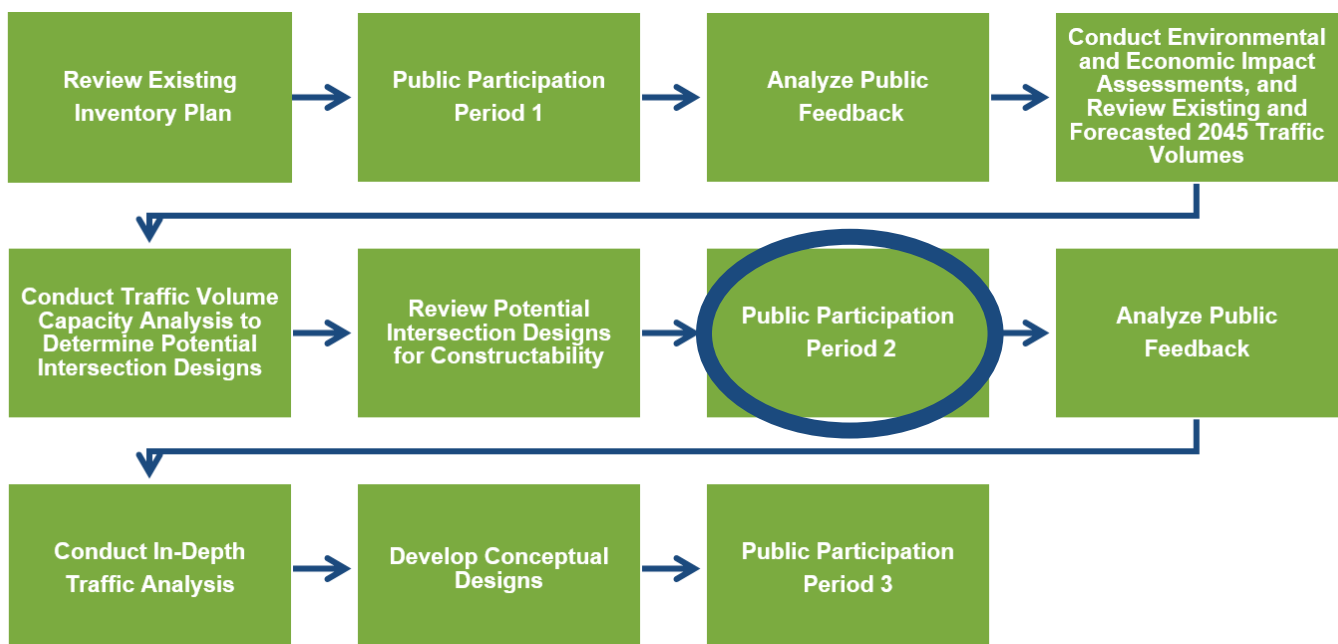 Review Existing
Inventory Plan
Public Participation
Period 1
Analyze Public
Feedback
Conduct Environmental
and Economic Impact
Assessments, and
Review Existing and
Forecasted 2045 Traffic
Volumes
Conduct Traffic Volume
Capacity Analysis to
Determine Potential
Intersection Designs
Review Potential
Intersection Designs
for Constructability
Public Participation
Period 2
Analyze Public
Feedback
Conduct In-Depth
Traffic Analysis
Develop Conceptual
Designs
Public Participation
Period 3